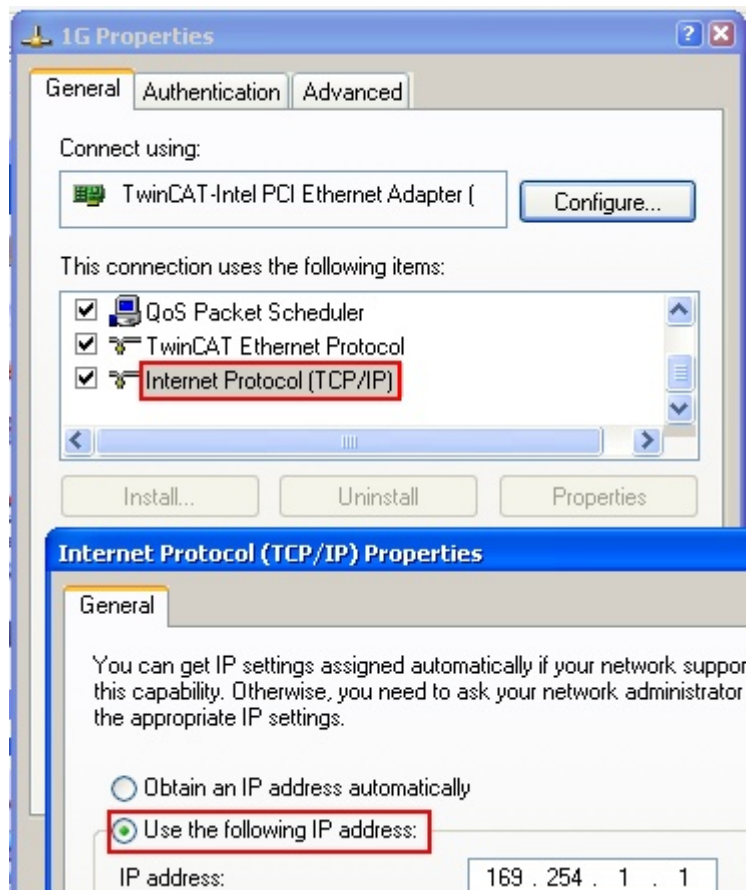 1G Properties
General Authentication Advanced
Connect using:
TwinCAT-Intel PCI Ethernet Adapter ( Configure...
This connection uses the following items:
QoS Packet Scheduler
TwinCAT Ethernet Protocol
Internet Protocol (TCP/IP)
Install... Uninstall Properties
Internet Protocol (TCP/IP) Properties
General
You can get IP settings assigned automatically if your network suppor
this capability. Otherwise, you need to ask your network administrator
the appropriate IP settings.
Obtain an IP address automatically
Use the following IP address:
IP address: 169 . 254 . 1 . 1